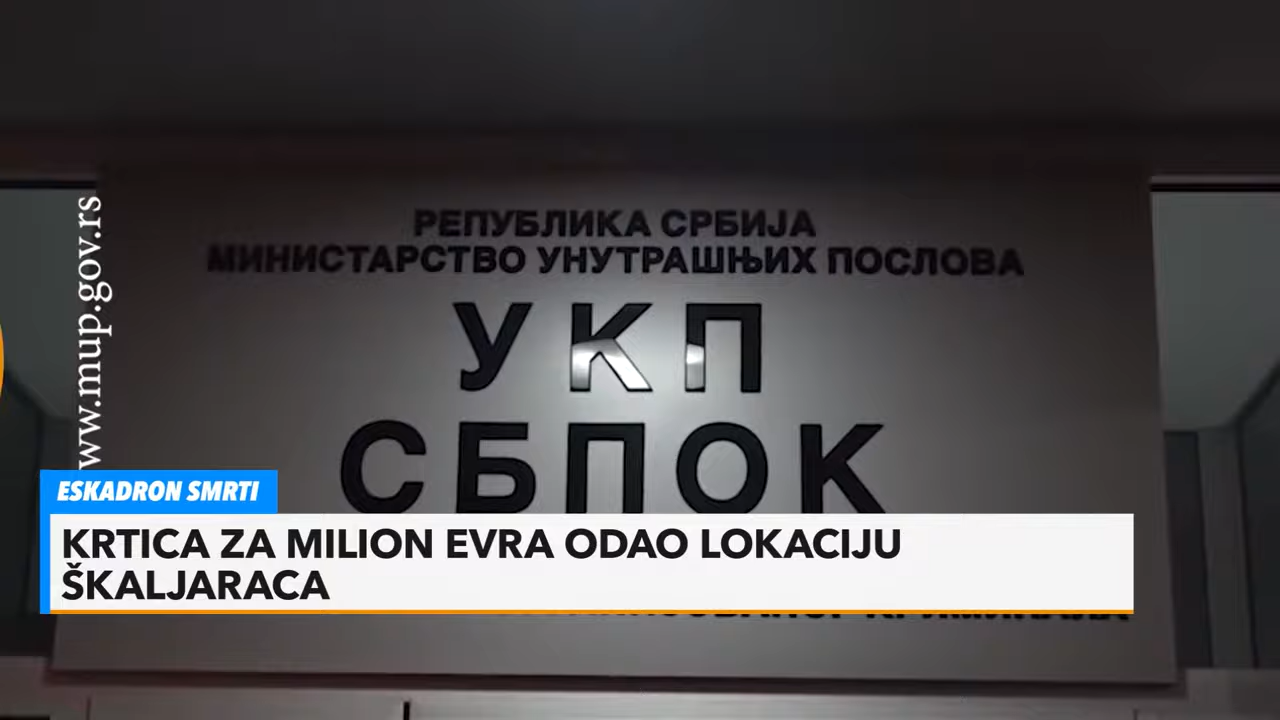 РЕПУБЛИКА СРБИЈА
МИНИСТАРСТВО УНУТРАШЊИХ ПОСЛОВА
УКП
СБПОК
www.mup.gov.rs
ESKADRON SMRTI
KRTICA ZA MILION EVRA ODAO LOKACIJU
ŠKALJARACA